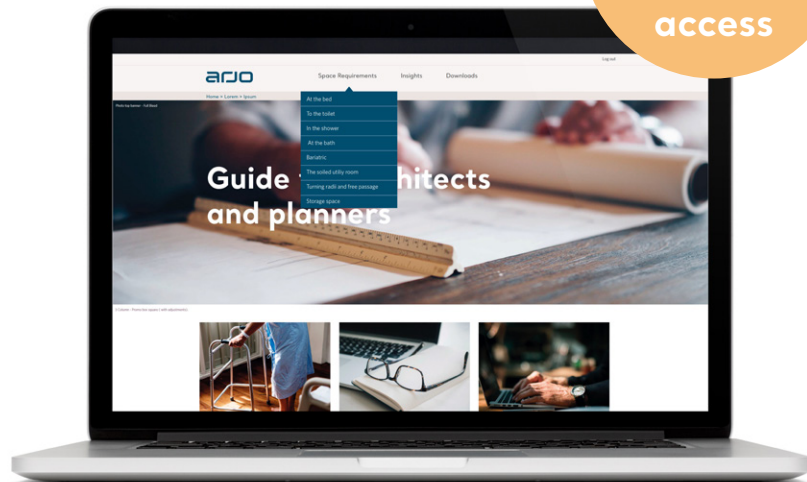 access
Log out
arjo
Space Requirements
Insights
Downloads
Home > Lorem > Ipsum
At the bed
To the toilet
In the shower
At the bath
Bariatric
The soiled utility room
Turning radii and free passage
Storage space
Guide
hitects
and planners